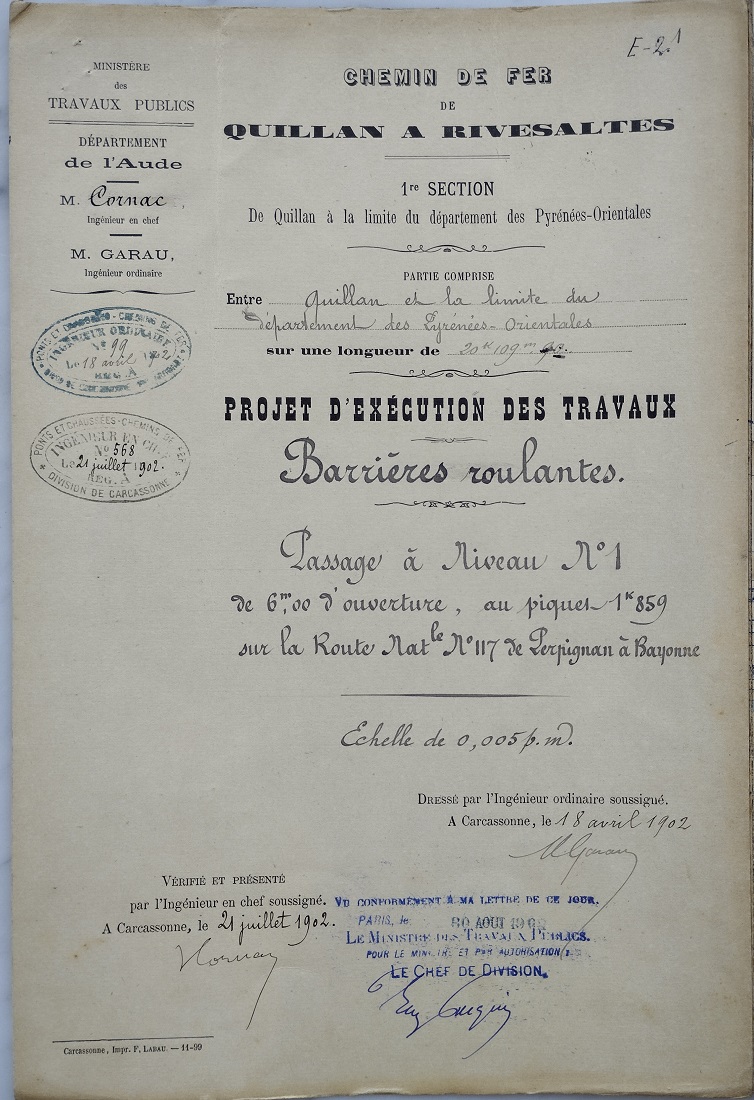 E-2.1
MINISTÈRE
des
TRAVAUX PUBLICS
DÉPARTEMENT
de l'Aude
M. Cornac,
Ingénieur en chef
M. GARAU,
Ingénieur ordinaire
PONTS ET CHAUSSÉES - CHEMINS DE FER
INGÉNIEUR ORDINAIRE
N° 99
Le 18 avril 1902
REG. A
PONTS ET CHAUSSÉES - CHEMINS DE FER
INGÉNIEUR EN CHEF
N° 568
Le 21 juillet 1902.
REG. A
DIVISION DE CARCASSONNE
CHEMIN DE FER
DE
QUILLAN A RIVESALTES
1re SECTION
De Quillan à la limite du département des Pyrénées-Orientales
PARTIE COMPRISE
Entre Quillan et la limite du
département des Pyrénées-Orientales
sur une longueur de 20k 109m 90.
PROJET D'EXÉCUTION DES TRAVAUX
Barrières roulantes.
Passage à Niveau N°1
de 6m,00 d'ouverture, au piquet 1k 859
sur la Route Natle N°117 de Perpignan à Bayonne
Echelle de 0,005 p.m.
DRESSÉ par l'Ingénieur ordinaire soussigné.
A Carcassonne, le 18 avril 1902
MGarau
VÉRIFIÉ ET PRÉSENTÉ
par l'Ingénieur en chef soussigné.
A Carcassonne, le 21 juillet 1902.
Cornac
VU CONFORMÉMENT À MA LETTRE DE CE JOUR.
PARIS, le 30 AOUT 1902
LE MINISTRE DES TRAVAUX PUBLICS.
POUR LE MINISTRE ET PAR AUTORISATION:
LE CHEF DE DIVISION.
Carcassonne, Impr. F. LABAU. — 11-99